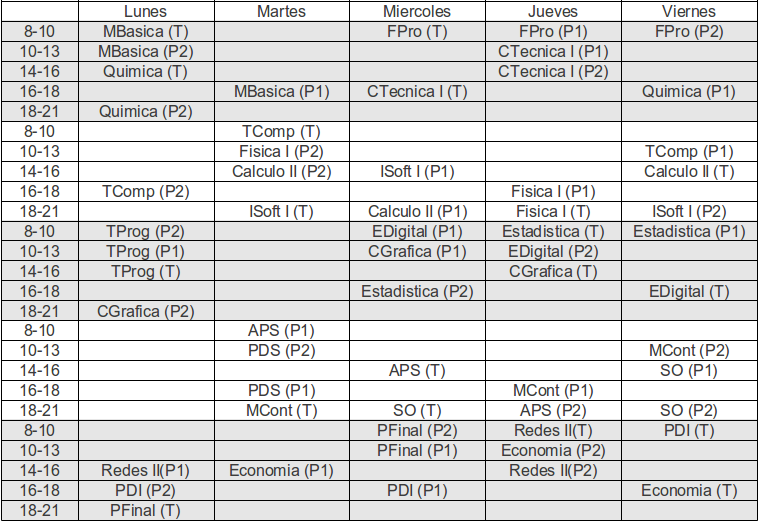 Lunes Martes Miercoles Jueves Viernes
8-10 MBasica (T) FPro (T) FPro (P1) FPro (P2)
10-13 MBasica (P2) CTecnica I (P1)
14-16 Quimica (T) CTecnica I (P2)
16-18 MBasica (P1) CTecnica I (T) Quimica (P1)
18-21 Quimica (P2)
8-10 TComp (T)
10-13 Fisica I (P2) TComp (P1)
14-16 Calculo II (P2) ISoft I (P1) Calculo II (T)
16-18 TComp (P2) Fisica I (P1)
18-21 ISoft I (T) Calculo II (P1) Fisica I (T) ISoft I (P2)
8-10 TProg (P2) EDigital (P1) Estadistica (T) Estadistica (P1)
10-13 TProg (P1) CGrafica (P1) EDigital (P2)
14-16 TProg (T) CGrafica (T)
16-18 Estadistica (P2) EDigital (T)
18-21 CGrafica (P2)
8-10 APS (P1)
10-13 PDS (P2) MCont (P2)
14-16 APS (T) SO (P1)
16-18 PDS (P1) MCont (P1)
18-21 MCont (T) SO (T) APS (P2) SO (P2)
8-10 PFinal (P2) Redes II(T) PDI (T)
10-13 PFinal (P1) Economia (P2)
14-16 Redes II(P1) Economia (P1) Redes II(P2)
16-18 PDI (P2) PDI (P1) Economia (T)
18-21 PFinal (T)